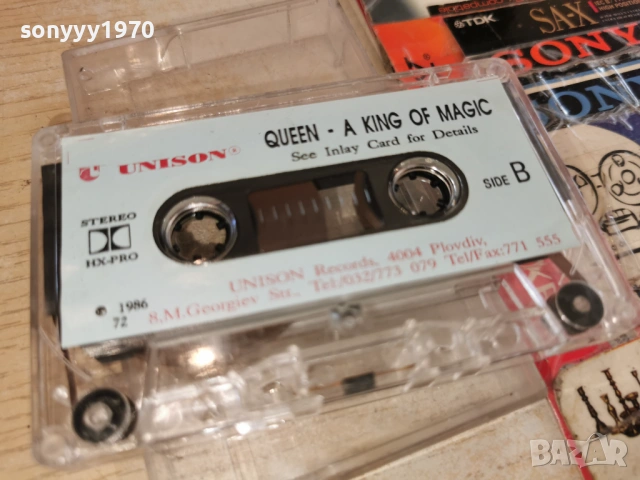 sonyyy1970
TDK
SA-X
SONY
SONY
UNISON®
QUEEN - A KING OF MAGIC
See Inlay Card for Details
SIDE B
STEREO
HX-PRO
UNISON Records, 4004 Plovdiv,
8,M.Georgiev Str., Tel:032/773 079 Tel/Fax:771 555
℗ 1986
72
BAZAR